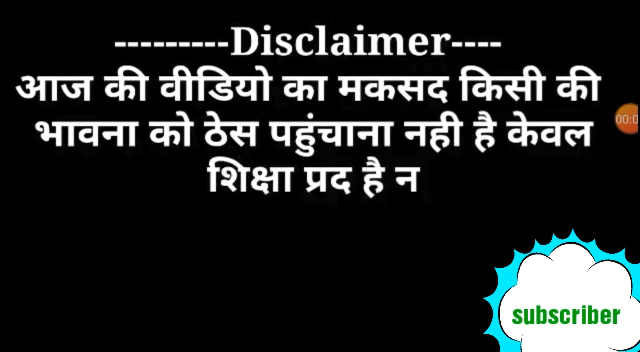 ---------Disclaimer----
आज की वीडियो का मकसद किसी की
भावना को ठेस पहुंचाना नही है केवल
शिक्षा प्रद है न
subscriber